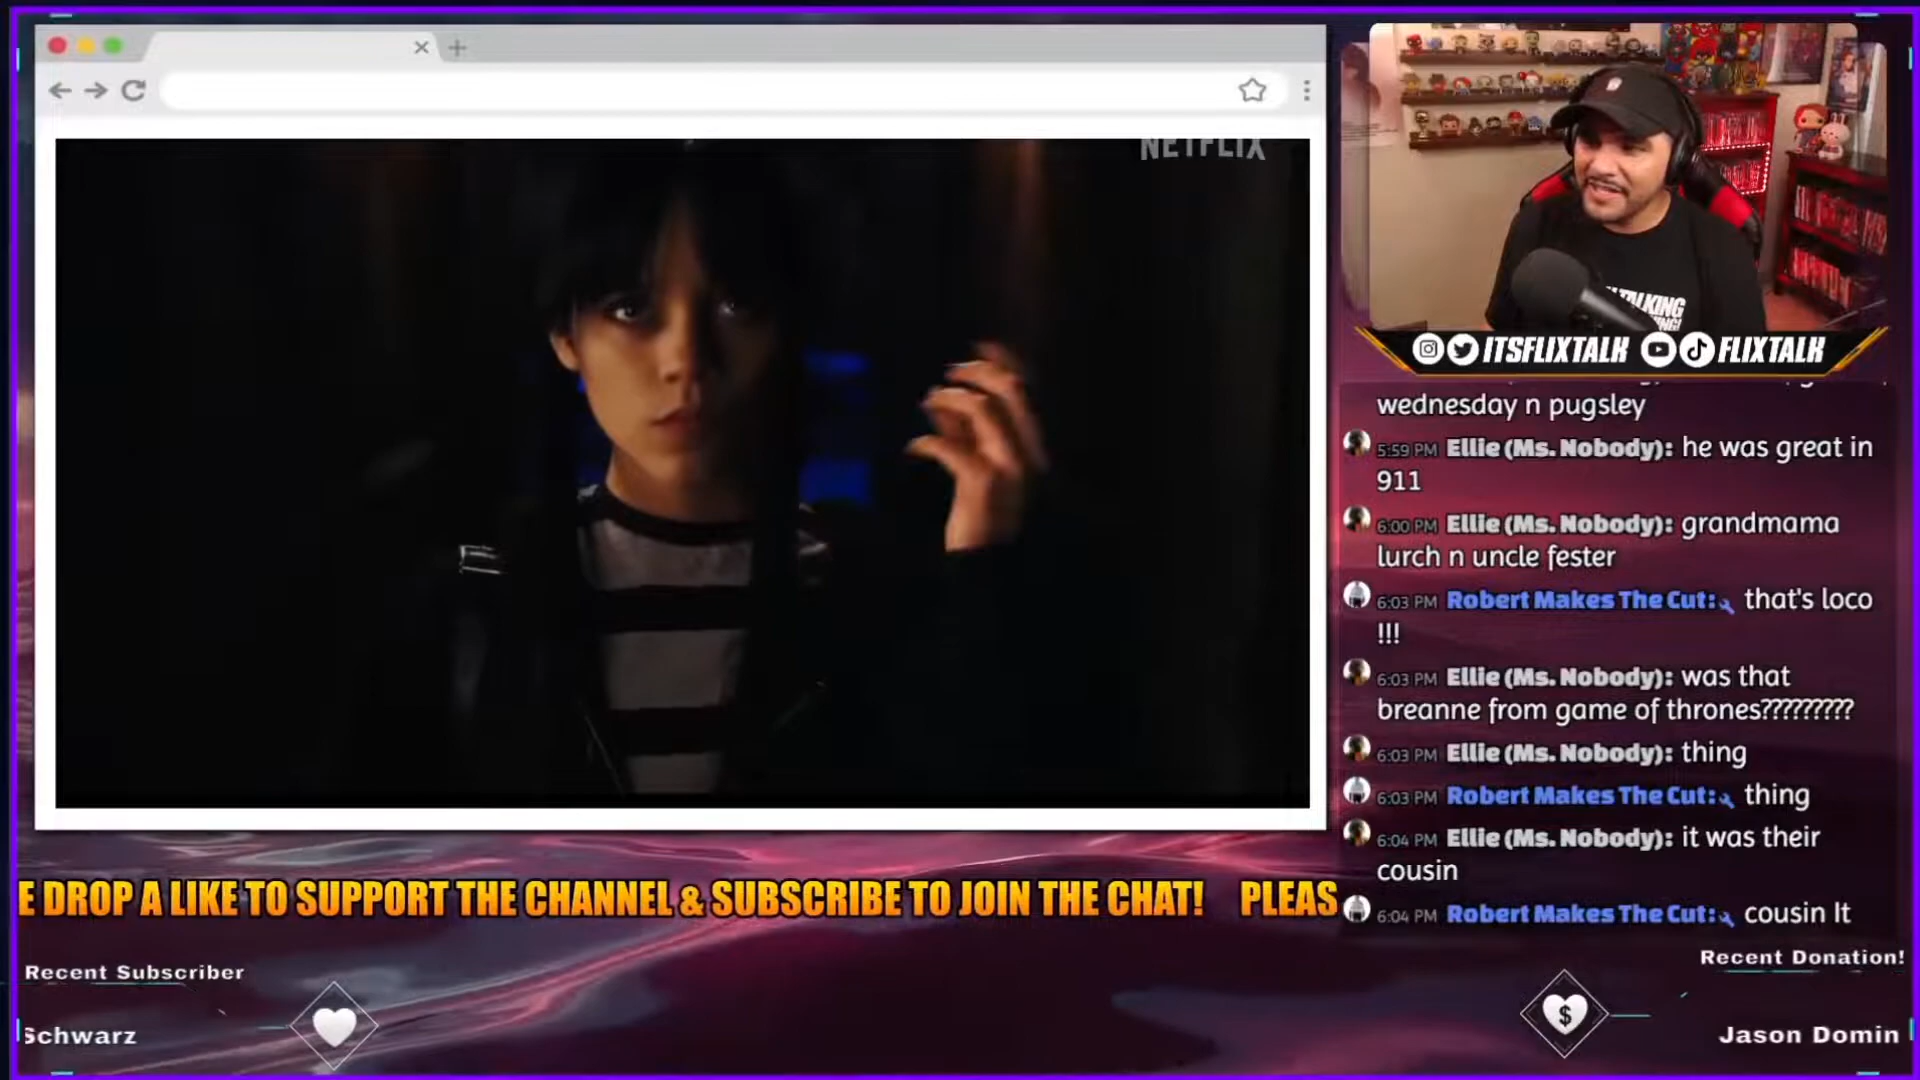 NETFLIX
TALKING
ITSFLIXTALK FLIXTALK
wednesday n pugsley
5:59 PM Ellie (Ms. Nobody): he was great in
911
6:00 PM Ellie (Ms. Nobody): grandmama
lurch n uncle fester
6:03 PM Robert Makes The Cut: that's loco
!!!
6:03 PM Ellie (Ms. Nobody): was that
breanne from game of thrones?????????
6:03 PM Ellie (Ms. Nobody): thing
6:03 PM Robert Makes The Cut: thing
6:04 PM Ellie (Ms. Nobody): it was their
cousin
6:04 PM Robert Makes The Cut: cousin It
E DROP A LIKE TO SUPPORT THE CHANNEL & SUBSCRIBE TO JOIN THE CHAT! PLEAS
Recent Subscriber
Schwarz
Recent Donation!
$
Jason Domin